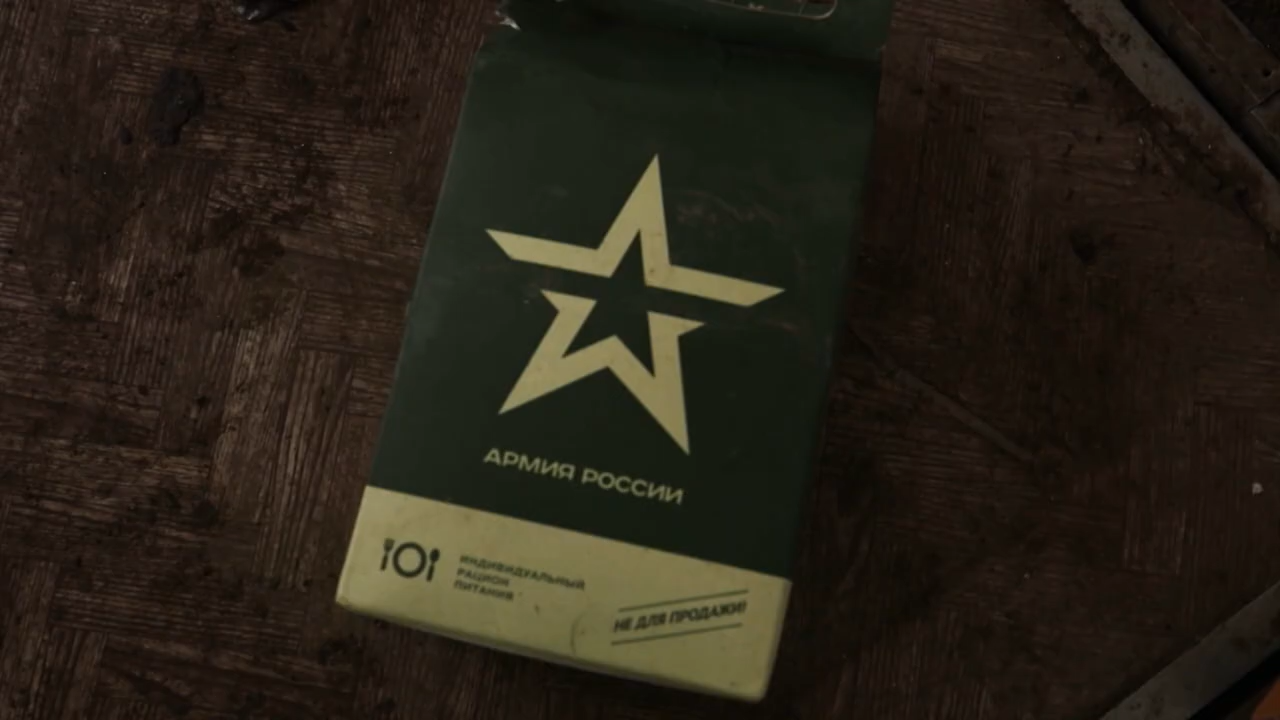 АРМИЯ РОССИИ
ИНДИВИДУАЛЬНЫЙ
РАЦИОН
ПИТАНИЯ
НЕ ДЛЯ ПРОДАЖИ!